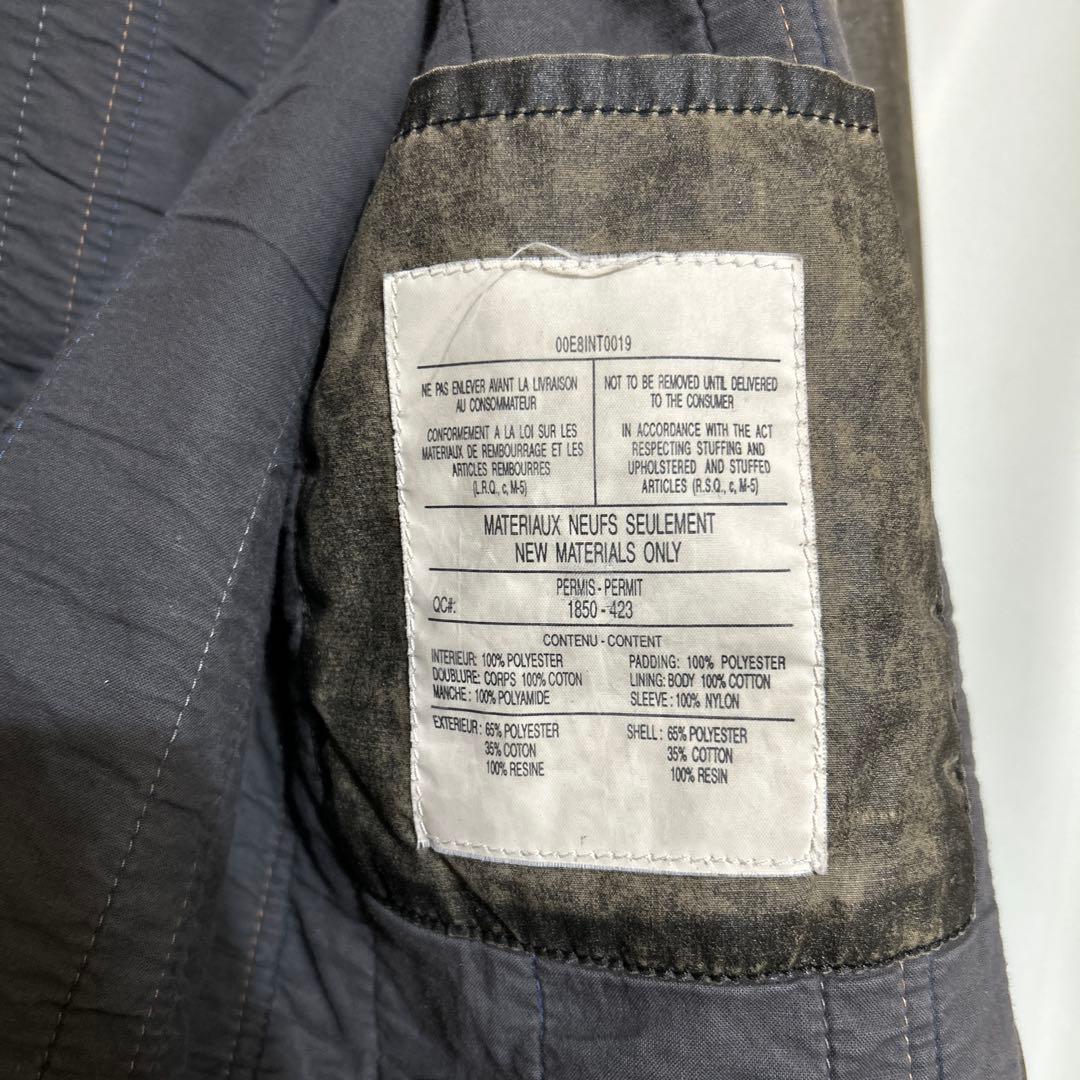 00E8INT0019
NE PAS ENLEVER AVANT LA LIVRAISON
AU CONSOMMATEUR
CONFORMEMENT A LA LOI SUR LES
MATERIAUX DE REMBOURRAGE ET LES
ARTICLES REMBOURRES
(L.R.Q., c, M-5)
NOT TO BE REMOVED UNTIL DELIVERED
TO THE CONSUMER
IN ACCORDANCE WITH THE ACT
RESPECTING STUFFING AND
UPHOLSTERED AND STUFFED
ARTICLES (R.S.Q., c, M-5)
MATERIAUX NEUFS SEULEMENT
NEW MATERIALS ONLY
PERMIS - PERMIT
QC#: 1850 - 423
CONTENU - CONTENT
INTERIEUR: 100% POLYESTER
DOUBLURE: CORPS 100% COTON
MANCHE: 100% POLYAMIDE
PADDING: 100% POLYESTER
LINING: BODY 100% COTTON
SLEEVE: 100% NYLON
EXTERIEUR: 65% POLYESTER
35% COTON
100% RESINE
SHELL: 65% POLYESTER
35% COTTON
100% RESIN